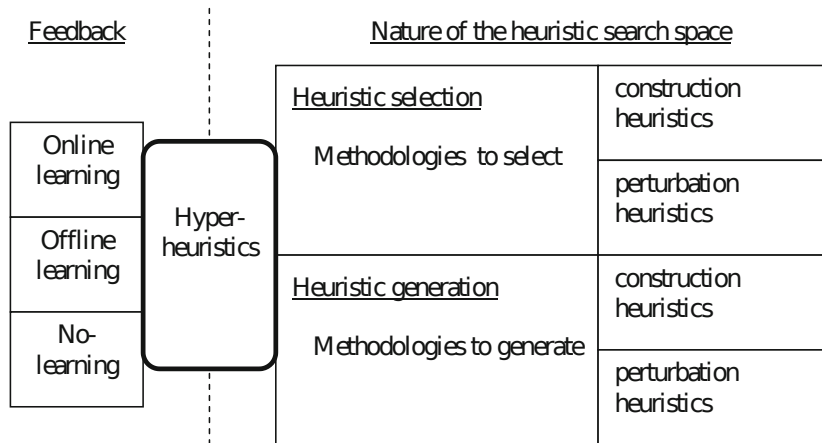 Feedback
Nature of the heuristic search space
Online
learning
Offline
learning
No-
learning
Hyper-
heuristics
Heuristic selection
Methodologies to select
construction
heuristics
perturbation
heuristics
Heuristic generation
Methodologies to generate
construction
heuristics
perturbation
heuristics